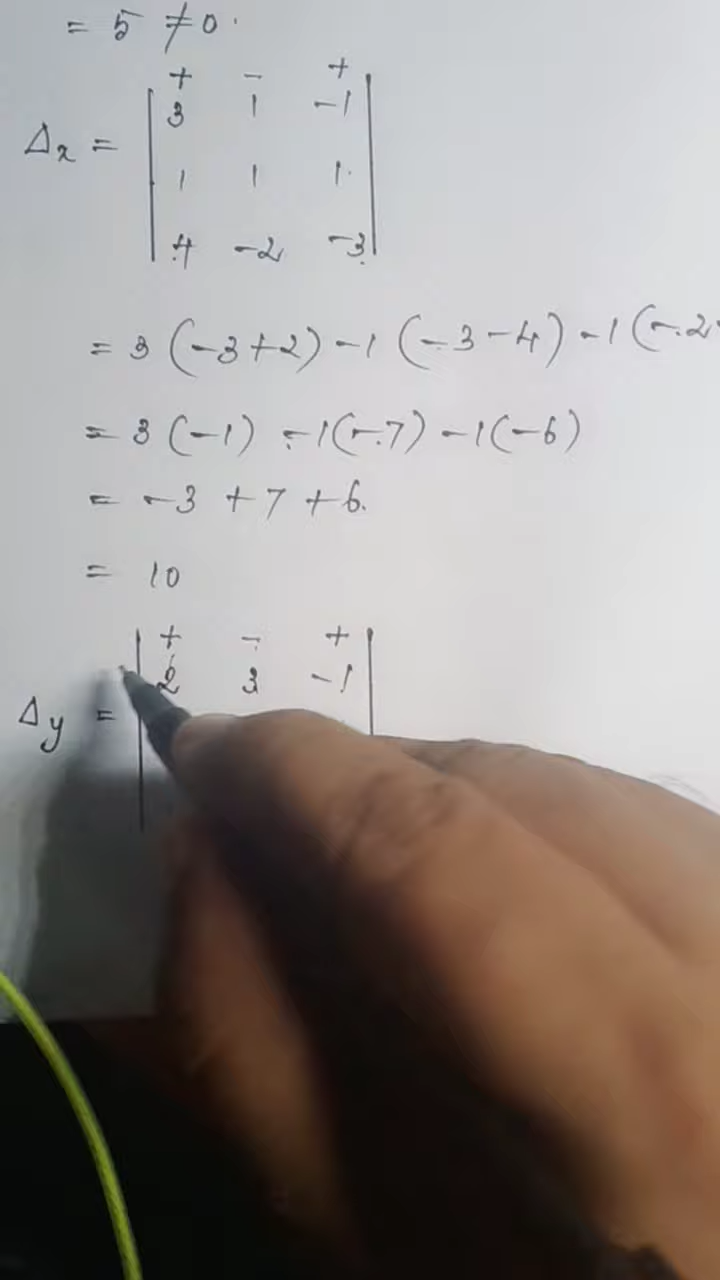 = 5 ≠0.
+ − +
3 1 −1
Δx =
1 1 1.
4 −2 −3
= 3 (−3+2) −1 (−3−4) −1 (−2
= 3 (−1) −1(−7) −1(−6)
= −3 +7 +6.
= 10
+ − +
2 3 −1
Δy =